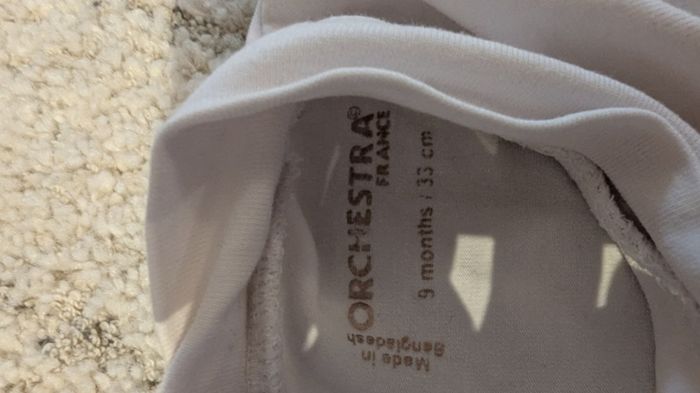 ORCHESTRA®
FRANCE
9 months / 33 cm
Made in
Bangladesh